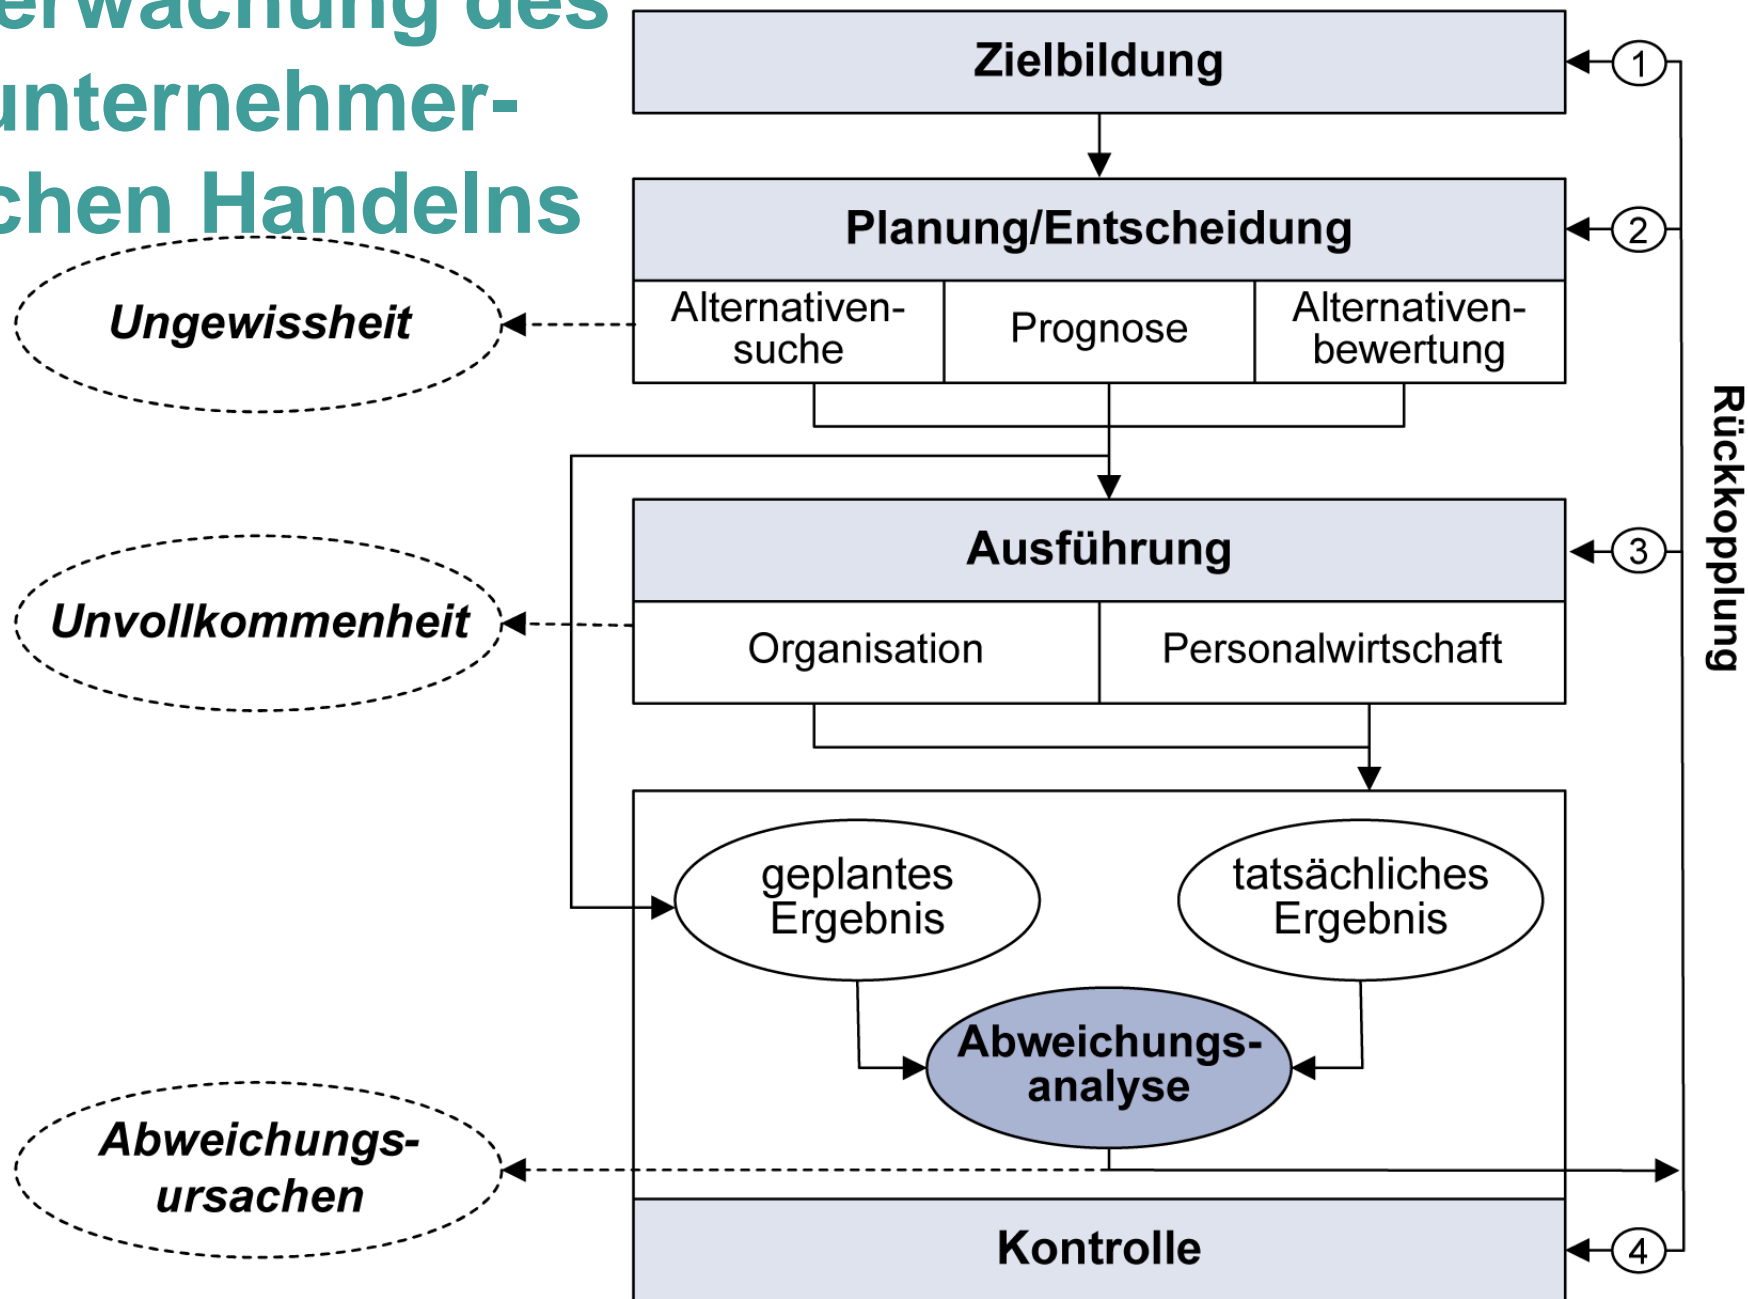 erwachung des
unternehmer-
chen Handelns
Zielbildung
1
Planung/Entscheidung
2
Alternativen-
suche
Prognose
Alternativen-
bewertung
Ungewissheit
Rückkopplung
Ausführung
3
Organisation
Personalwirtschaft
Unvollkommenheit
geplantes
Ergebnis
tatsächliches
Ergebnis
Abweichungs-
analyse
Abweichungs-
ursachen
Kontrolle
4